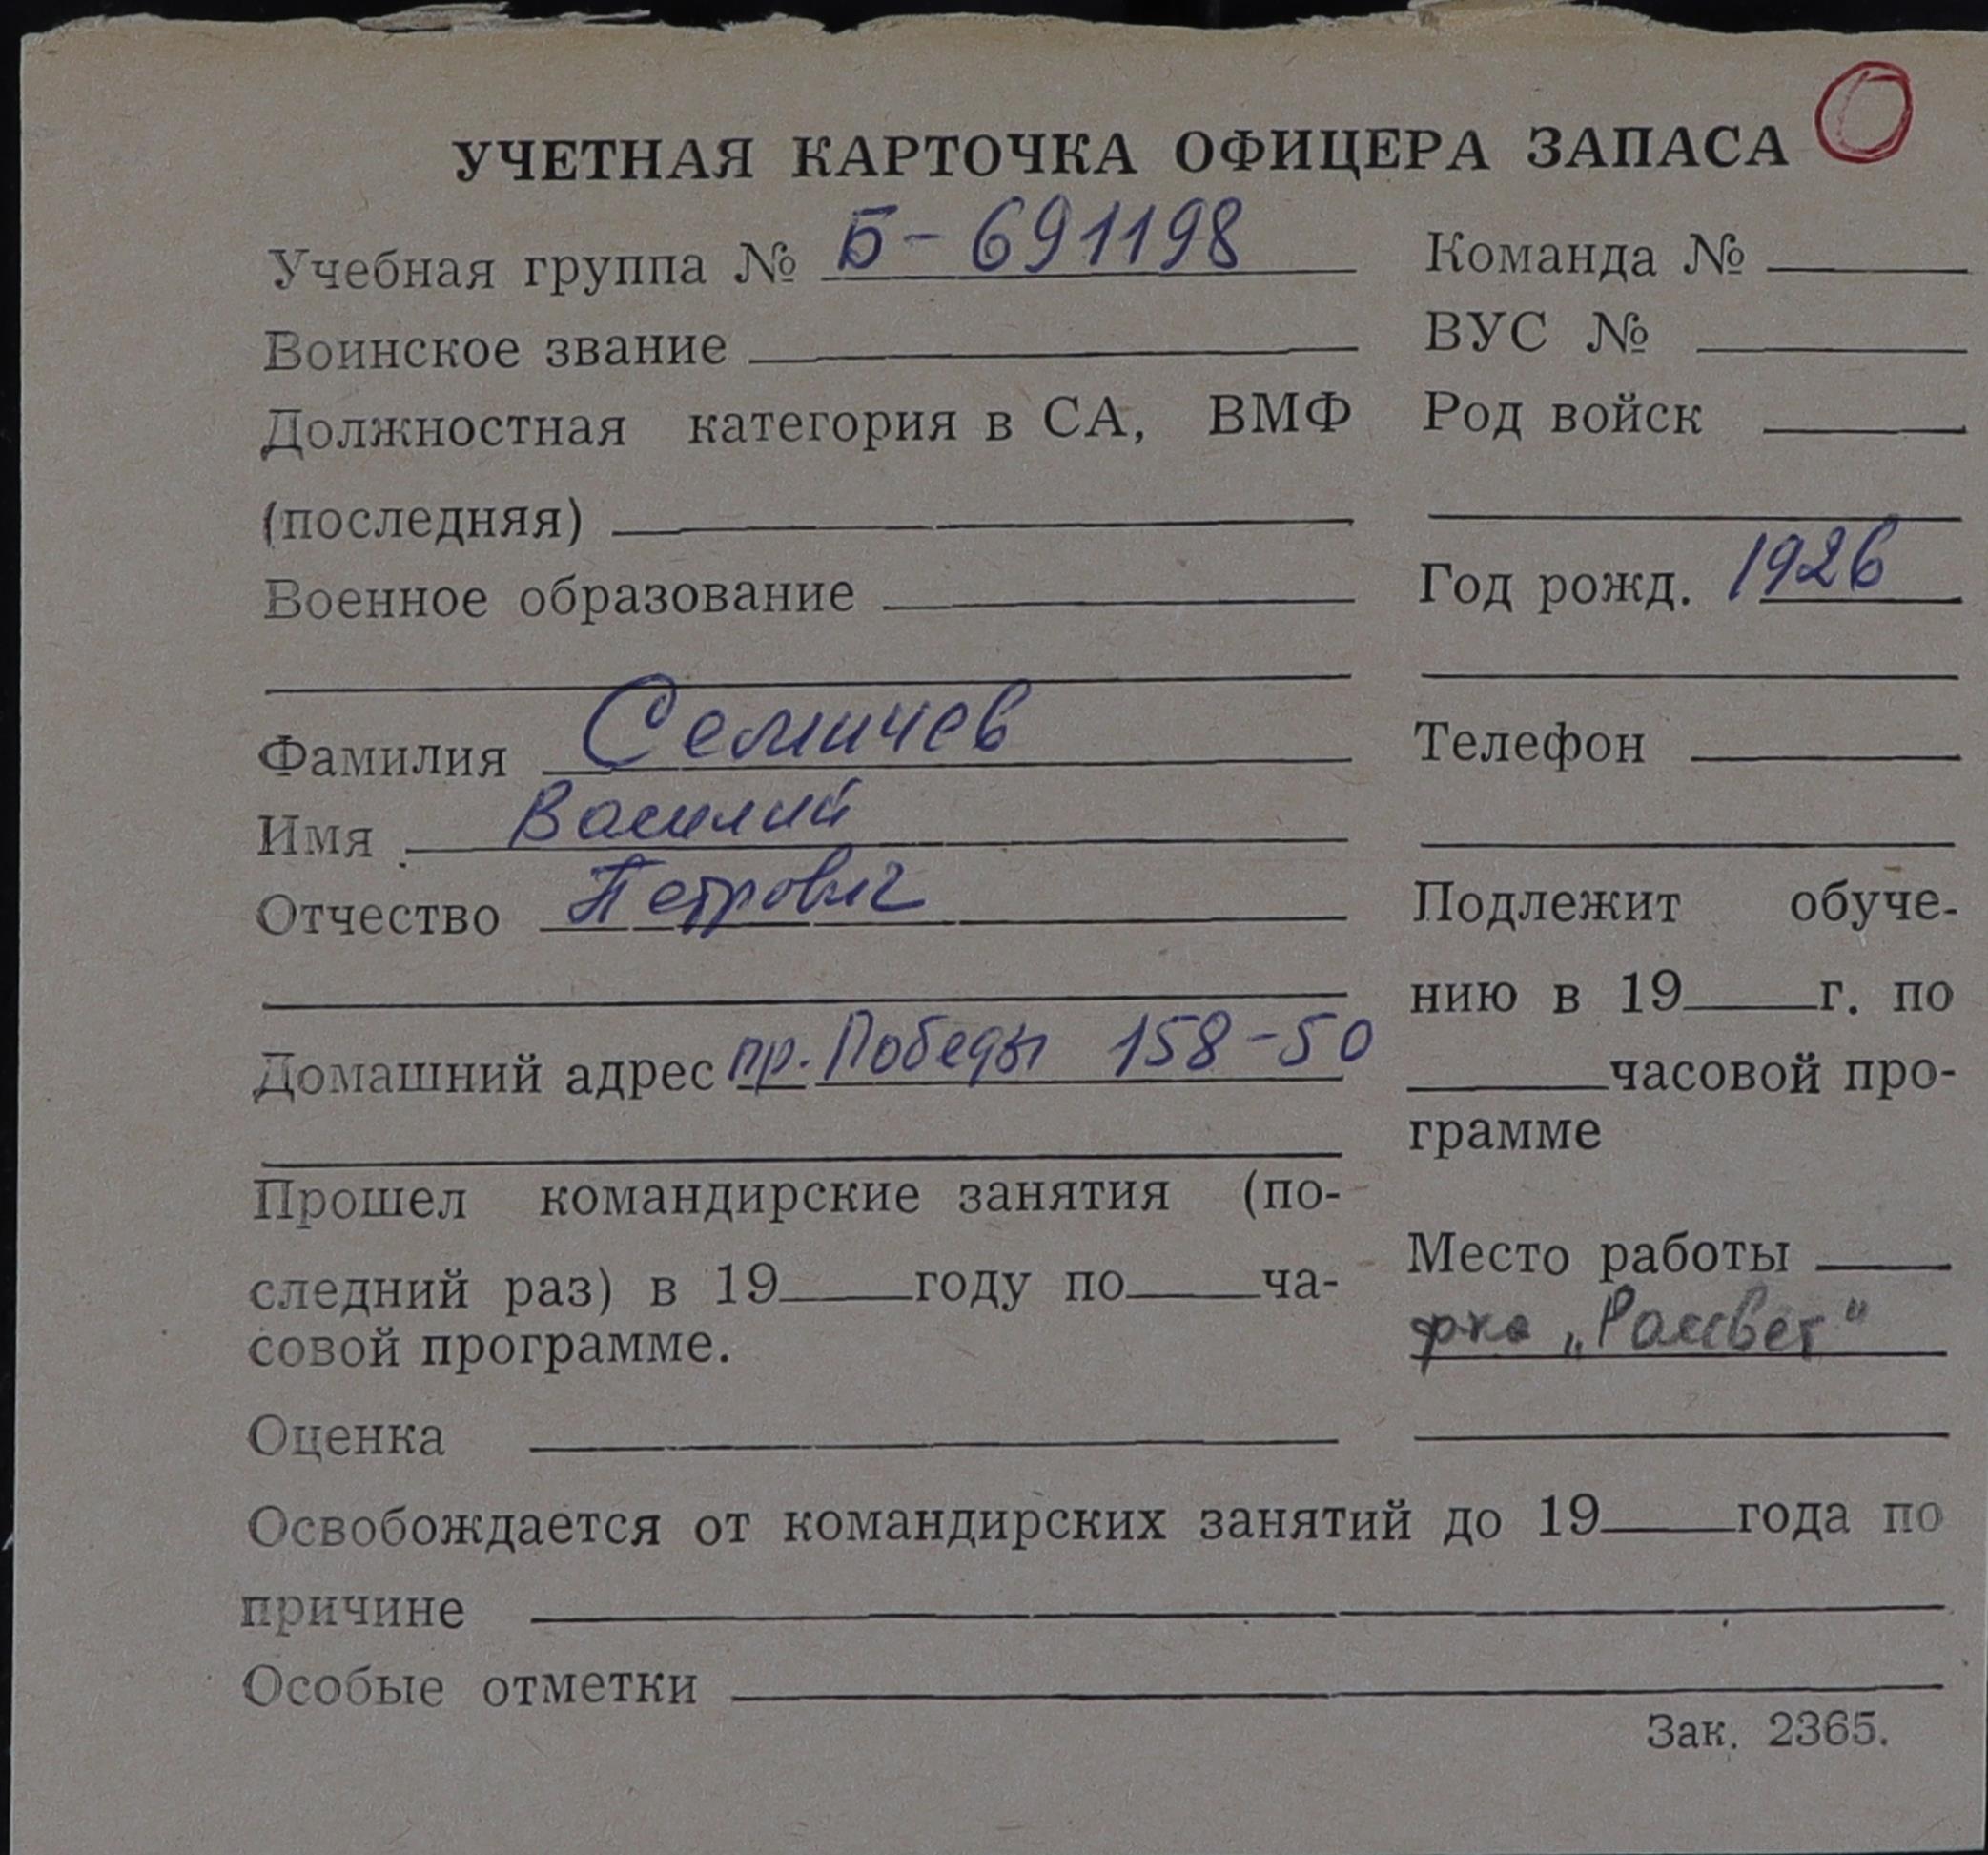 УЧЕТНАЯ КАРТОЧКА ОФИЦЕРА ЗАПАСА
Учебная группа № Б-691198
Воинское звание
Должностная категория в СА, ВМФ
(последняя)
Военное образование
Фамилия Семичев
Имя Василий
Отчество Петрович
Домашний адрес пр. Победы 158-50
Прошел командирские занятия (по-
следний раз) в 19 году по ча-
совой программе.
Оценка
Команда №
ВУС №
Род войск
Год рожд. 1926
Телефон
Подлежит обуче-
нию в 19 г. по
часовой про-
грамме
Место работы
„Рассвет"
Освобождается от командирских занятий до 19 года по
причине
Особые отметки
Зак. 2365.